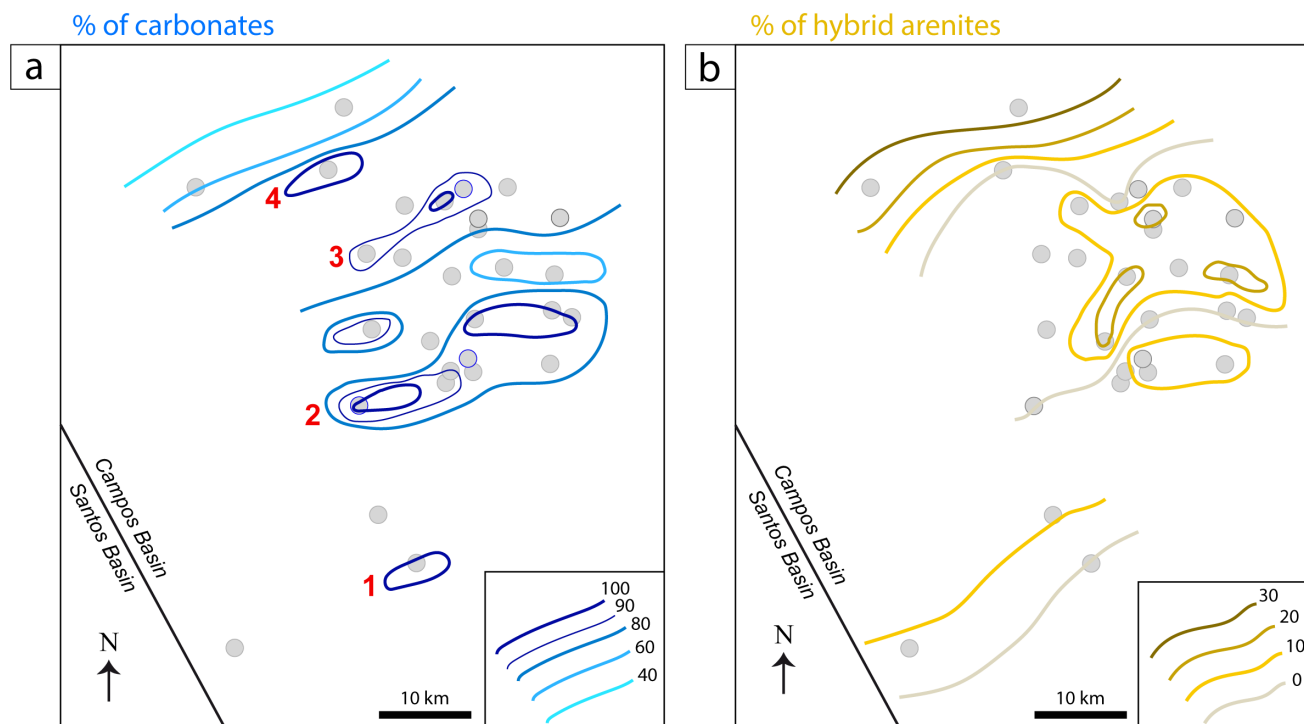 % of carbonates
a
4
3
2
1
Campos Basin
Santos Basin
N
10 km
100
90
80
60
40
% of hybrid arenites
b
Campos Basin
Santos Basin
N
10 km
30
20
10
0